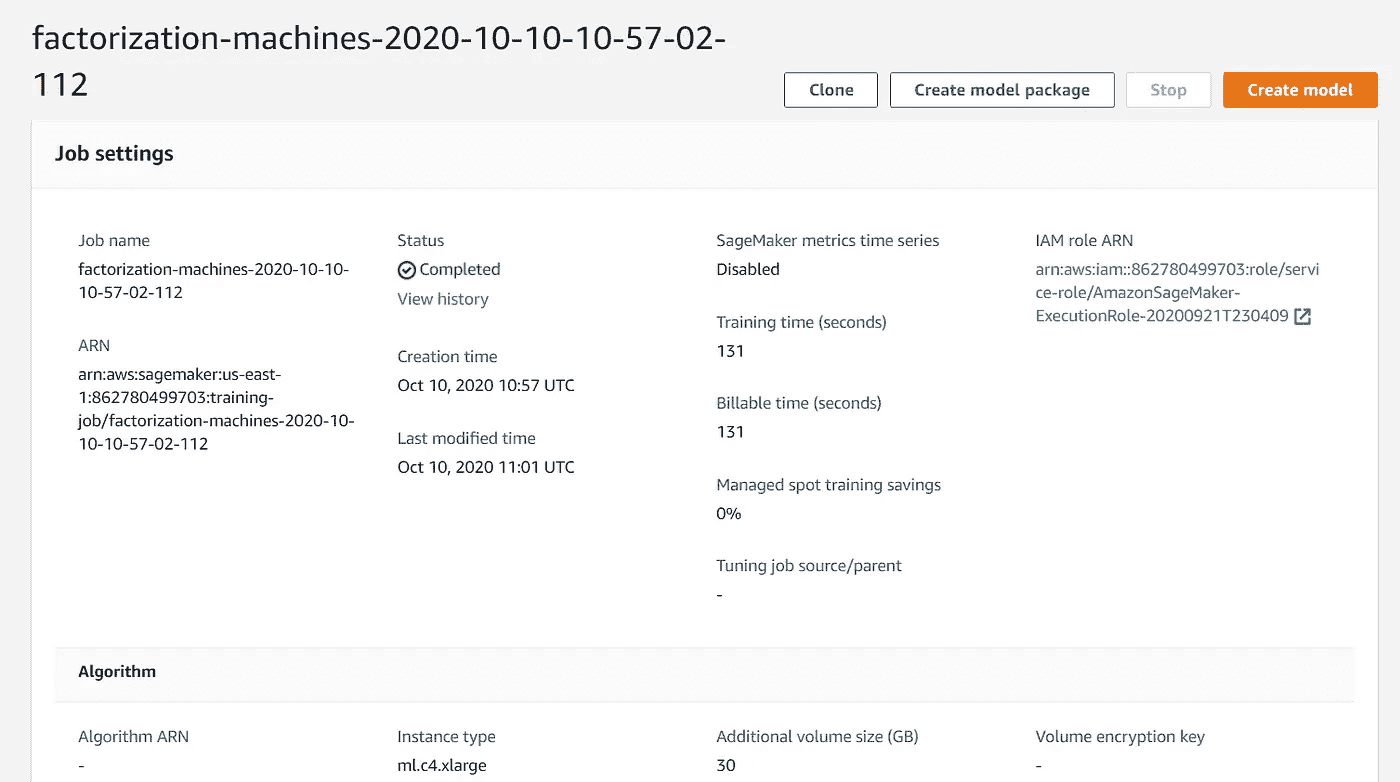 factorization-machines-2020-10-10-10-57-02-
112
Clone
Create model package
Stop
Create model
Job settings
Job name
factorization-machines-2020-10-10-
10-57-02-112
ARN
arn:aws:sagemaker:us-east-
1:862780499703:training-
job/factorization-machines-2020-10-
10-10-57-02-112
Status
Completed
View history
Creation time
Oct 10, 2020 10:57 UTC
Last modified time
Oct 10, 2020 11:01 UTC
SageMaker metrics time series
Disabled
Training time (seconds)
131
Billable time (seconds)
131
Managed spot training savings
0%
Tuning job source/parent
-
IAM role ARN
arn:aws:iam::862780499703:role/servi
ce-role/AmazonSageMaker-
ExecutionRole-20200921T230409
Algorithm
Algorithm ARN
-
Instance type
ml.c4.xlarge
Additional volume size (GB)
30
Volume encryption key
-